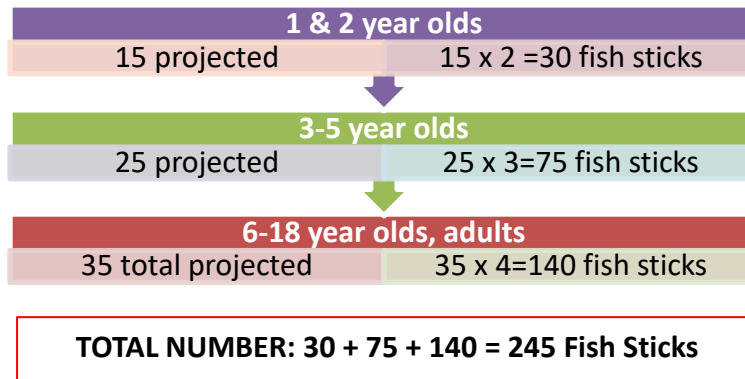 1 & 2 year olds
15 projected 15 x 2 =30 fish sticks
3-5 year olds
25 projected 25 x 3=75 fish sticks
6-18 year olds, adults
35 total projected 35 x 4=140 fish sticks
TOTAL NUMBER: 30 + 75 + 140 = 245 Fish Sticks